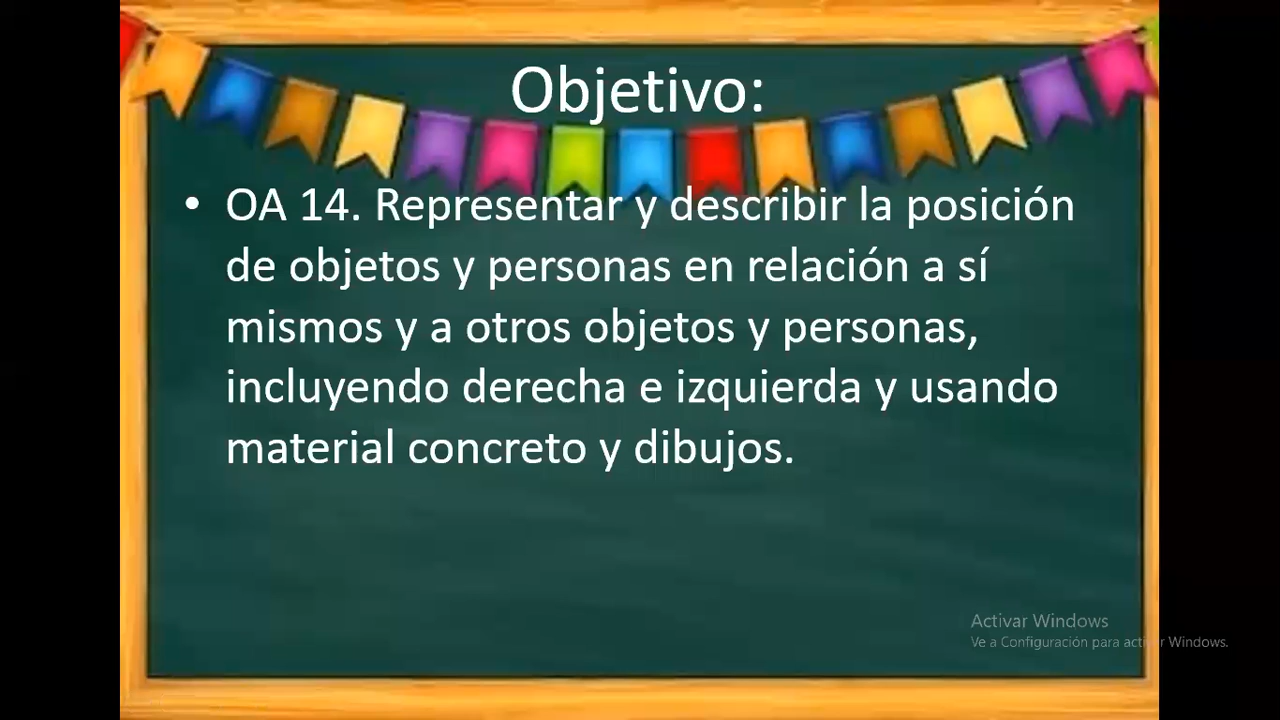 Objetivo:
• OA 14. Representar y describir la posición
de objetos y personas en relación a sí
mismos y a otros objetos y personas,
incluyendo derecha e izquierda y usando
material concreto y dibujos.
Activar Windows
Ve a Configuración para activar Windows.